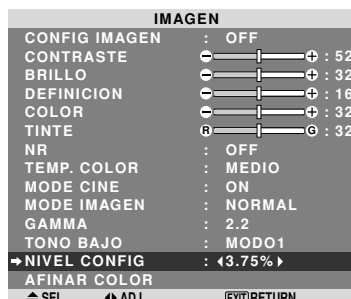 IMAGEN
CONFIG IMAGEN : OFF
CONTRASTE : 52
BRILLO : 32
DEFINICION : 16
COLOR : 32
TINTE R G : 32
NR : OFF
TEMP. COLOR : MEDIO
MODE CINE : ON
MODE IMAGEN : NORMAL
GAMMA : 2.2
TONO BAJO : MODO1
NIVEL CONFIG : 3.75%
AFINAR COLOR
SEL. ADJ. EXIT RETURN